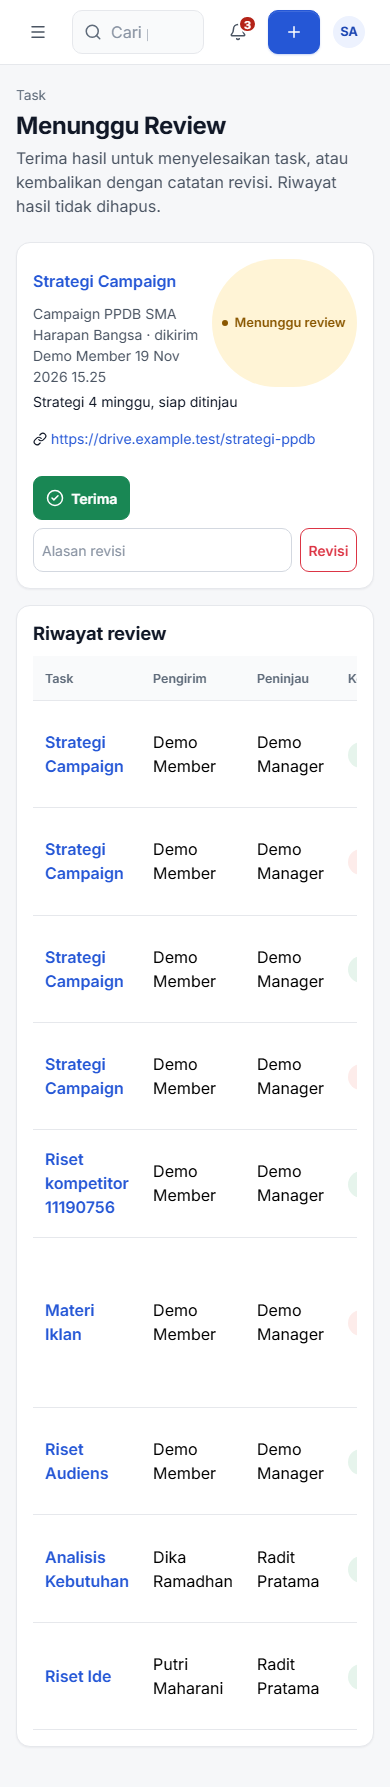 Cari
3
SA
Task
Menunggu Review
Terima hasil untuk menyelesaikan task, atau
kembalikan dengan catatan revisi. Riwayat
hasil tidak dihapus.
Strategi Campaign
Campaign PPDB SMA
Harapan Bangsa · dikirim
Demo Member 19 Nov
2026 15.25
Menunggu review
Strategi 4 minggu, siap ditinjau
https://drive.example.test/strategi-ppdb
Terima
Alasan revisi
Revisi
Riwayat review
Task Pengirim Peninjau K
Strategi Demo Demo
Campaign Member Manager
Strategi Demo Demo
Campaign Member Manager
Strategi Demo Demo
Campaign Member Manager
Strategi Demo Demo
Campaign Member Manager
Riset
kompetitor
11190756
Demo
Member
Demo
Manager
Materi Demo Demo
Iklan Member Manager
Riset Demo Demo
Audiens Member Manager
Analisis Dika Radit
Kebutuhan Ramadhan Pratama
Riset Ide
Putri
Maharani
Radit
Pratama